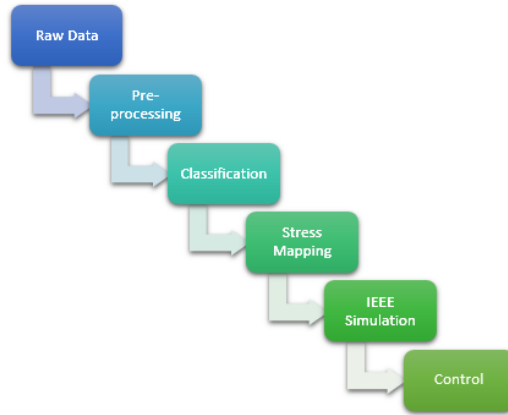 Raw Data
Pre-
processing
Classification
Stress
Mapping
IEEE
Simulation
Control